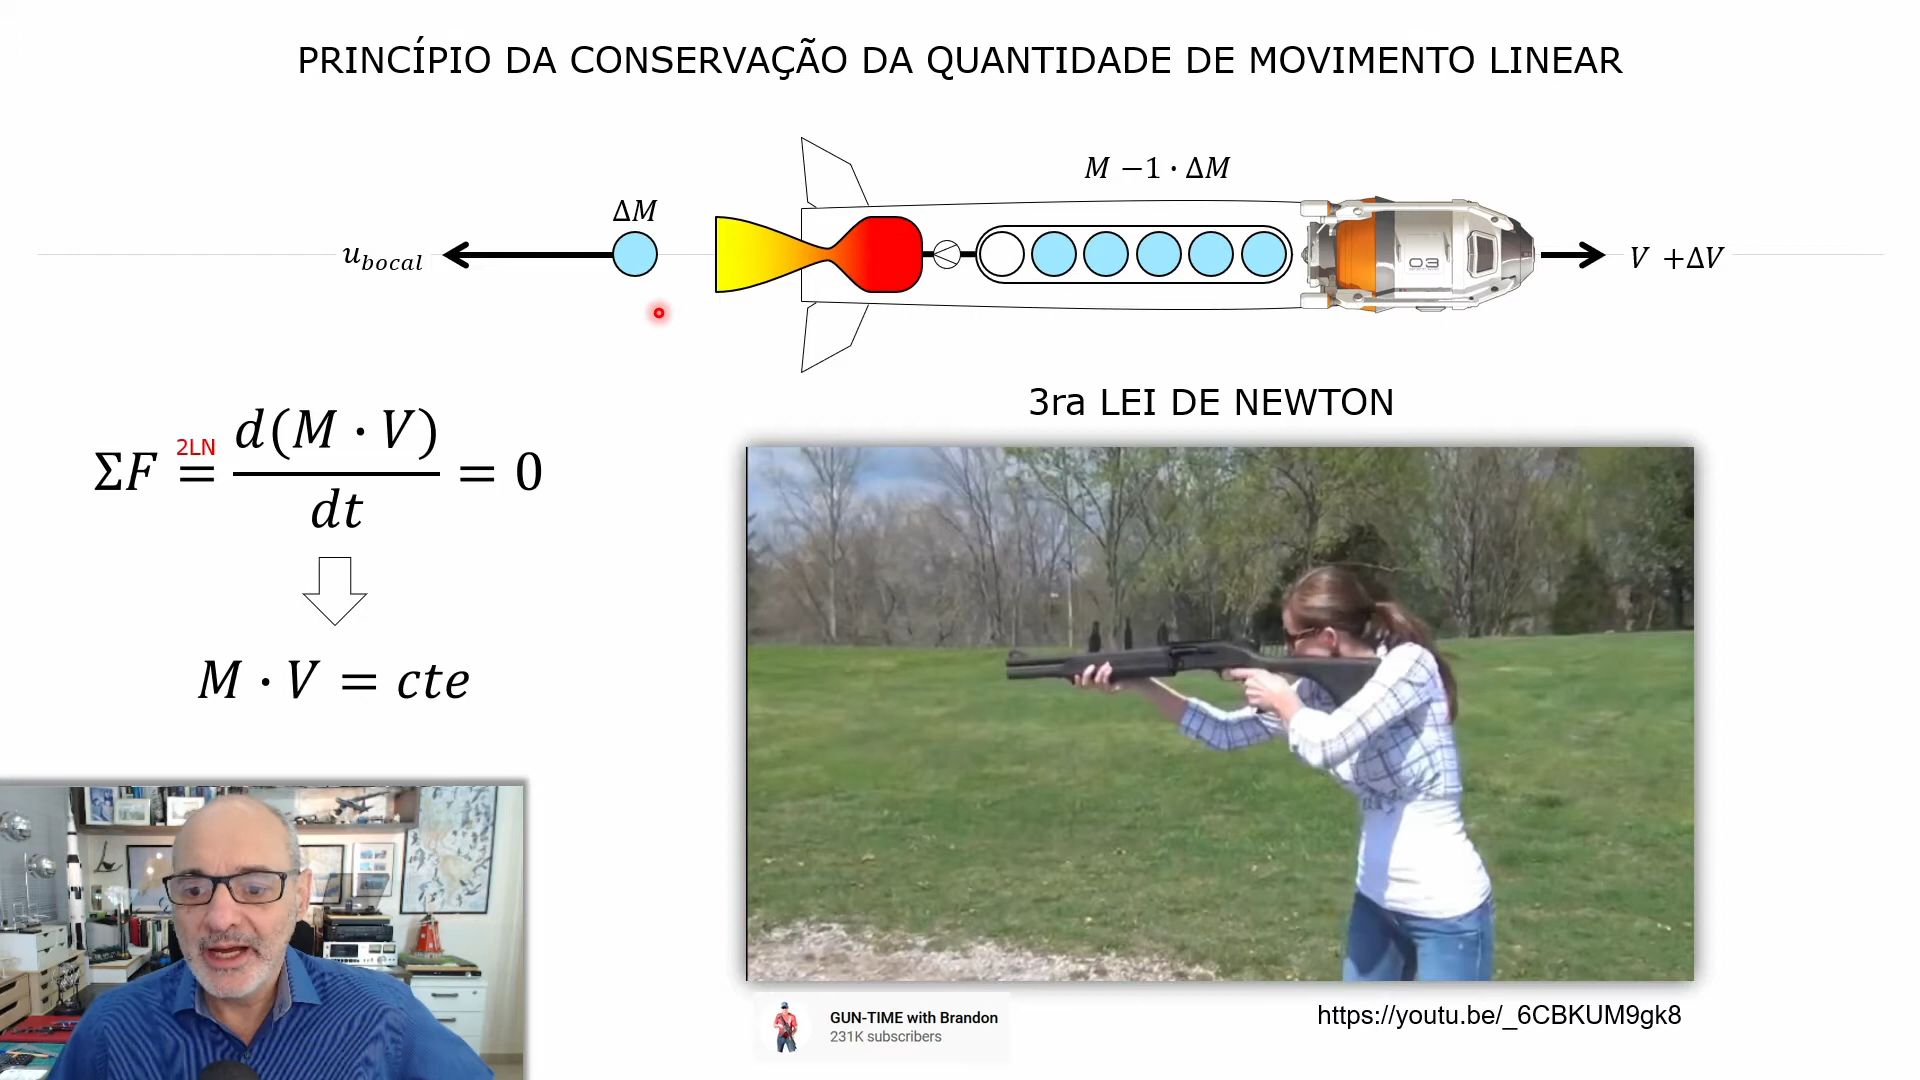 PRINCÍPIO DA CONSERVAÇÃO DA QUANTIDADE DE MOVIMENTO LINEAR
M −1 · ΔM
ΔM
u_bocal
V +ΔV
03
3ra LEI DE NEWTON
ΣF = d(M · V)/dt = 0
2LN
M · V = cte
GUN-TIME with Brandon
231K subscribers
https://youtu.be/_6CBKUM9gk8